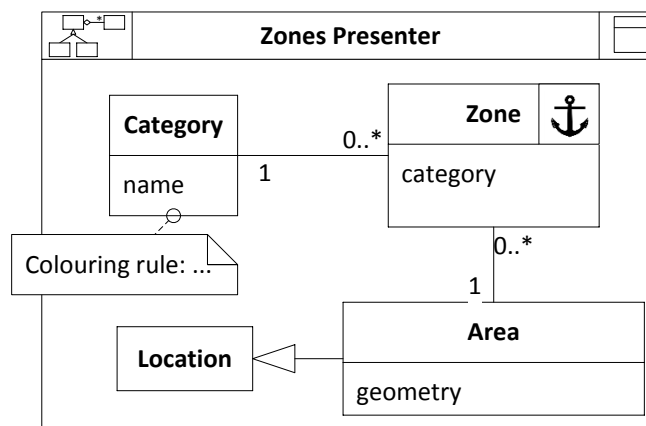 *
Zones Presenter
Category
name
Zone
category
0..*
1
0..*
1
Colouring rule: ...
Location
Area
geometry